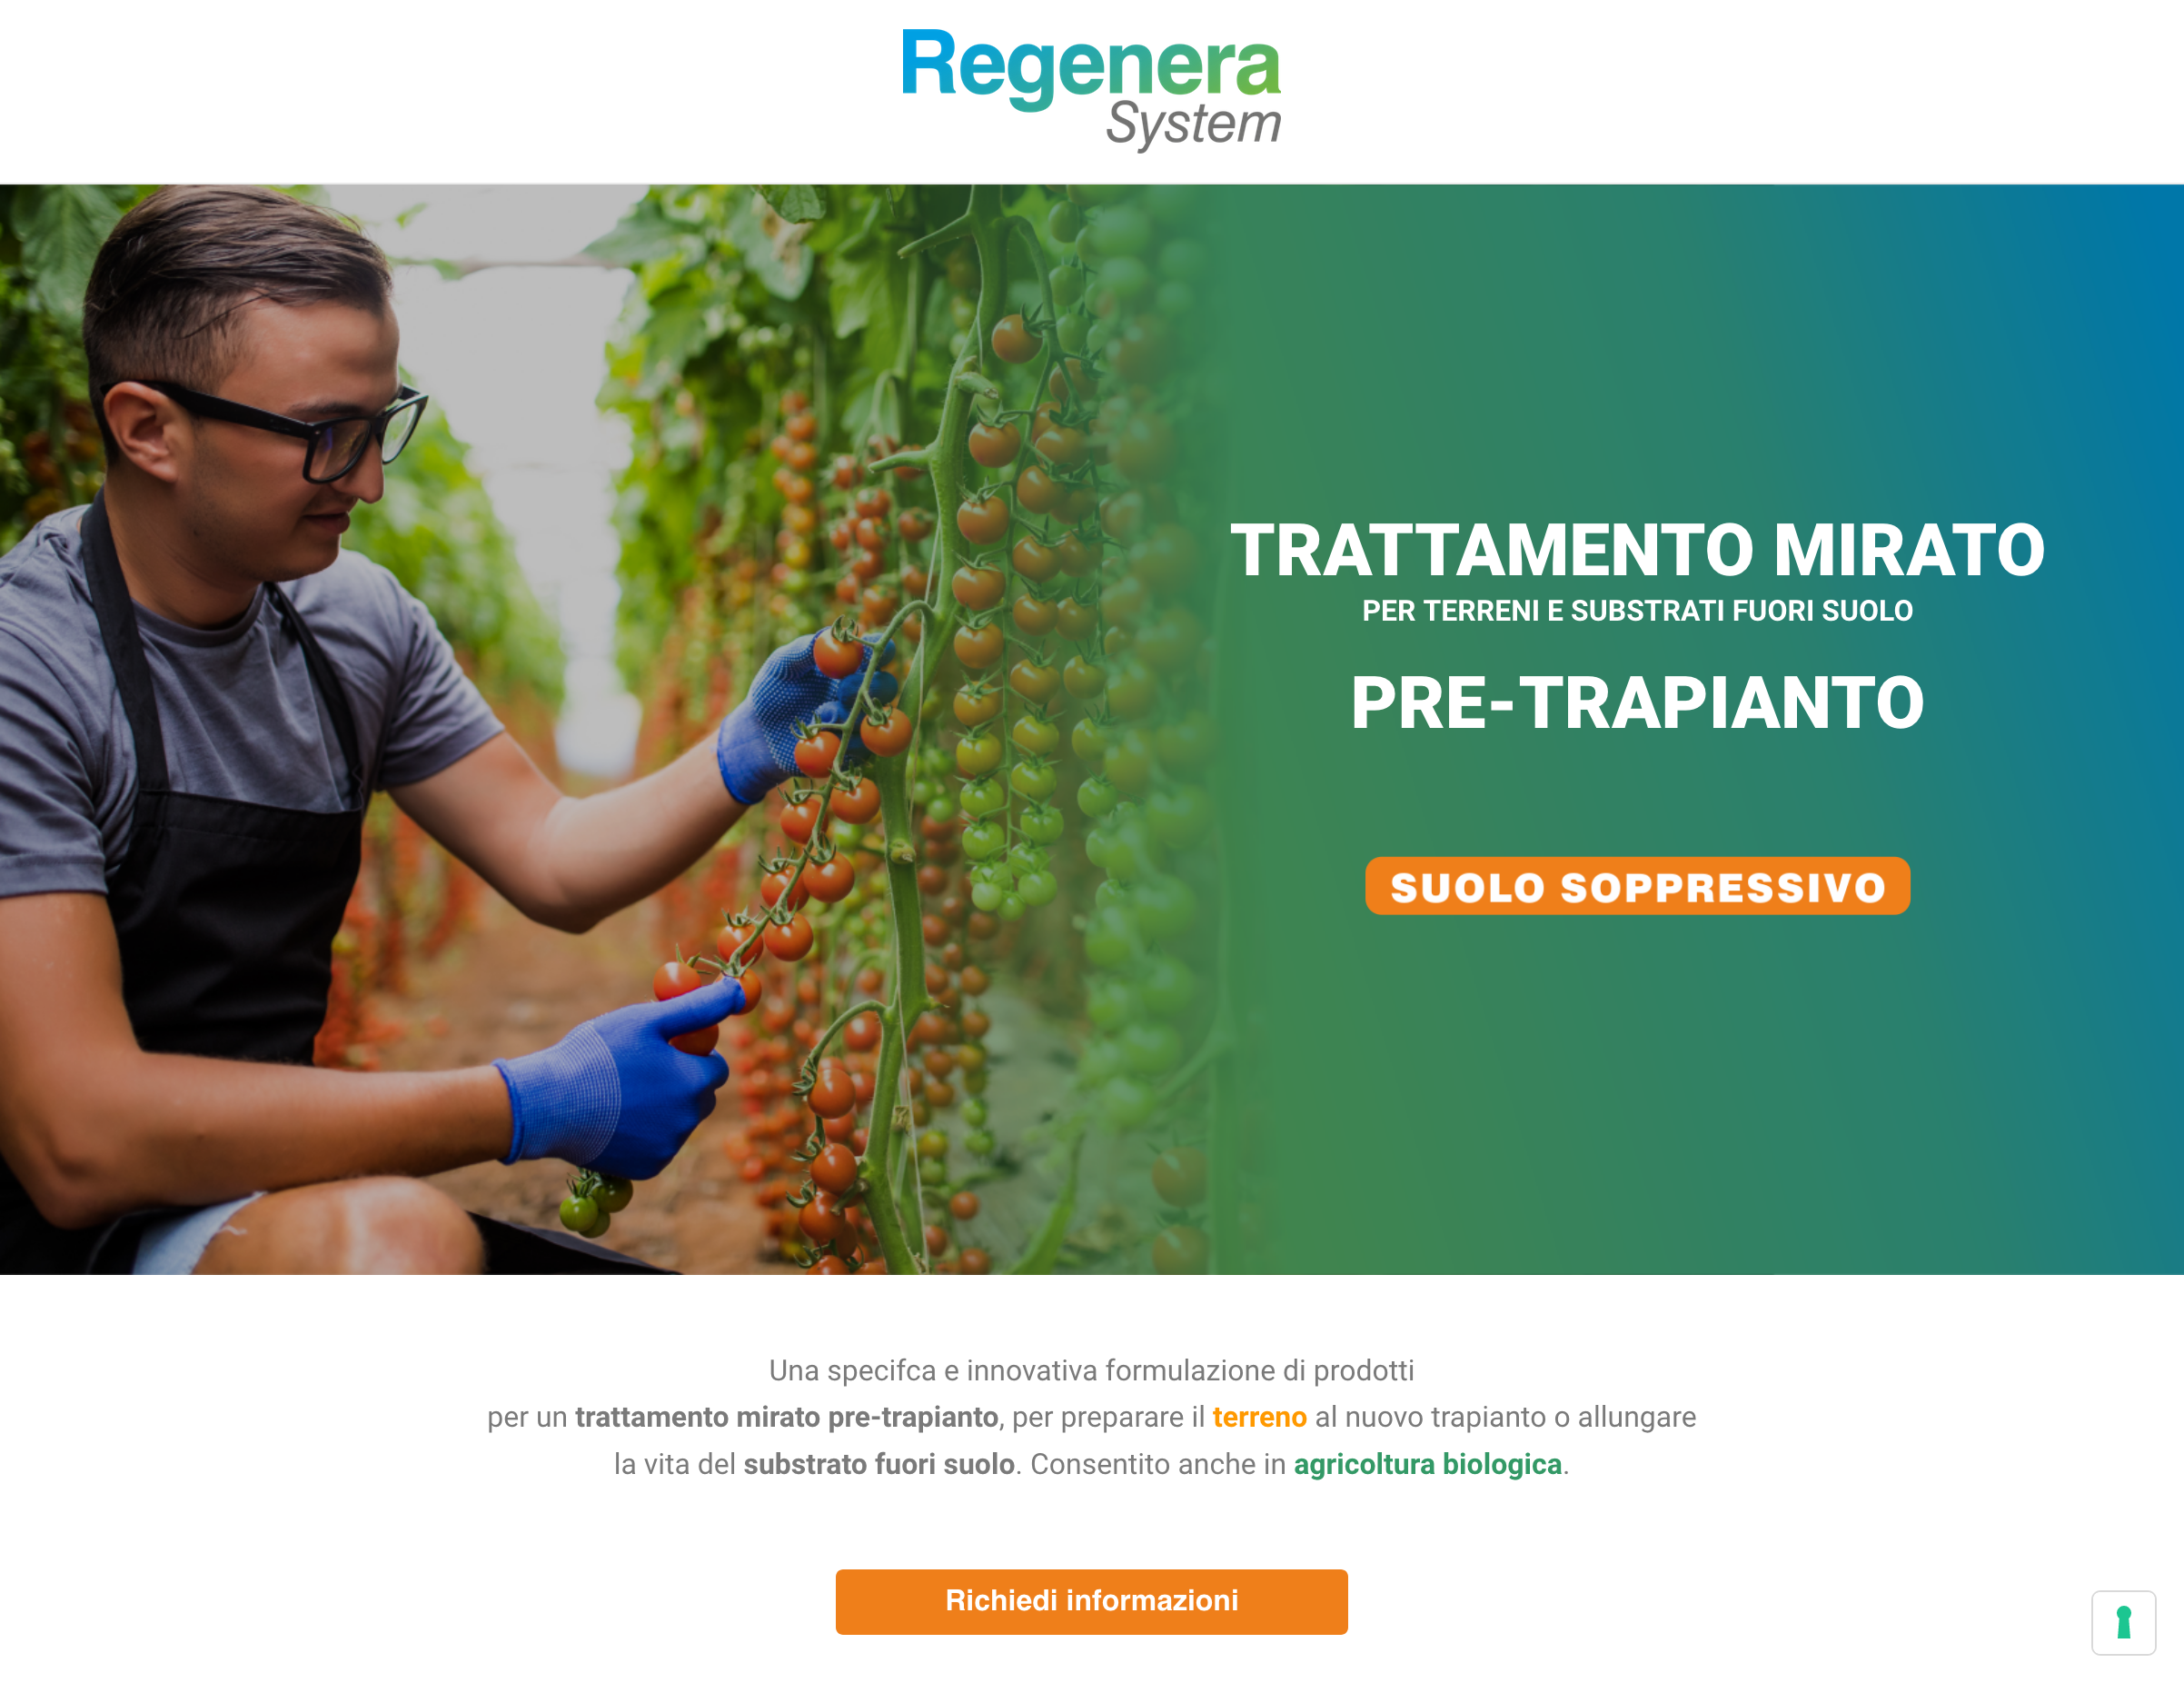 Regenera
System
TRATTAMENTO MIRATO
PER TERRENI E SUBSTRATI FUORI SUOLO
PRE-TRAPIANTO
SUOLO SOPPRESSIVO
Una specifca e innovativa formulazione di prodotti
per un trattamento mirato pre-trapianto, per preparare il terreno al nuovo trapianto o allungare
la vita del substrato fuori suolo. Consentito anche in agricoltura biologica.
Richiedi informazioni